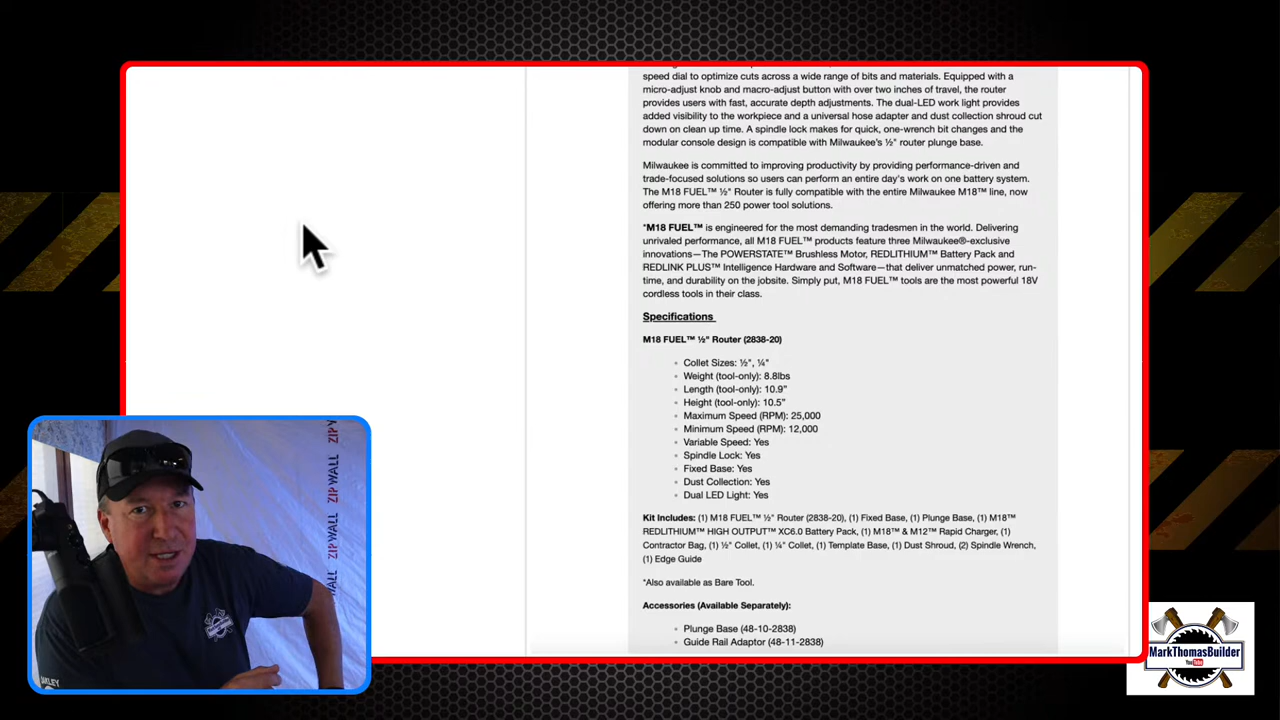 speed dial to optimize cuts across a wide range of bits and materials. Equipped with a
micro-adjust knob and macro-adjust button with over two inches of travel, the router
provides users with fast, accurate depth adjustments. The dual-LED work light provides
added visibility to the workpiece and a universal hose adapter and dust collection shroud cut
down on clean up time. A spindle lock makes for quick, one-wrench bit changes and the
modular console design is compatible with Milwaukee's ½" router plunge base.
Milwaukee is committed to improving productivity by providing performance-driven and
trade-focused solutions so users can perform an entire day's work on one battery system.
The M18 FUEL™ ½" Router is fully compatible with the entire Milwaukee M18™ line, now
offering more than 250 power tool solutions.
*M18 FUEL™ is engineered for the most demanding tradesmen in the world. Delivering
unrivaled performance, all M18 FUEL™ products feature three Milwaukee®-exclusive
innovations—The POWERSTATE™ Brushless Motor, REDLITHIUM™ Battery Pack and
REDLINK PLUS™ Intelligence Hardware and Software—that deliver unmatched power, run-
time, and durability on the jobsite. Simply put, M18 FUEL™ tools are the most powerful 18V
cordless tools in their class.
Specifications
M18 FUEL™ ½" Router (2838-20)
Collet Sizes: ½", ¼"
Weight (tool-only): 8.8lbs
Length (tool-only): 10.9"
Height (tool-only): 10.5"
Maximum Speed (RPM): 25,000
Minimum Speed (RPM): 12,000
Variable Speed: Yes
Spindle Lock: Yes
Fixed Base: Yes
Dust Collection: Yes
Dual LED Light: Yes
Kit Includes: (1) M18 FUEL™ ½" Router (2838-20), (1) Fixed Base, (1) Plunge Base, (1) M18™
REDLITHIUM™ HIGH OUTPUT™ XC6.0 Battery Pack, (1) M18™ & M12™ Rapid Charger, (1)
Contractor Bag, (1) ½" Collet, (1) ¼" Collet, (1) Template Base, (1) Dust Shroud, (2) Spindle Wrench,
(1) Edge Guide
*Also available as Bare Tool.
Accessories (Available Separately):
Plunge Base (48-10-2838)
Guide Rail Adaptor (48-11-2838)
ZIPWALL
ZIPWALL
OAKLEY
MarkThomasBuilder
YouTube